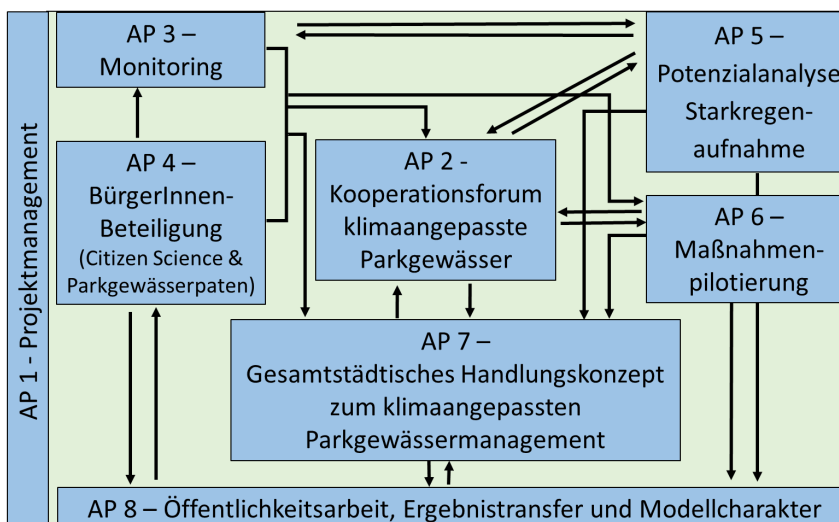 AP 1 - Projektmanagement
AP 3 –
Monitoring
AP 5 –
Potenzialanalyse
Starkregen-
aufnahme
AP 4 –
BürgerInnen-
Beteiligung
(Citizen Science &
Parkgewässerpaten)
AP 2 -
Kooperationsforum
klimaangepasste
Parkgewässer
AP 6 –
Maßnahmen-
pilotierung
AP 7 –
Gesamtstädtisches Handlungskonzept
zum klimaangepassten
Parkgewässermanagement
AP 8 – Öffentlichkeitsarbeit, Ergebnistransfer und Modellcharakter